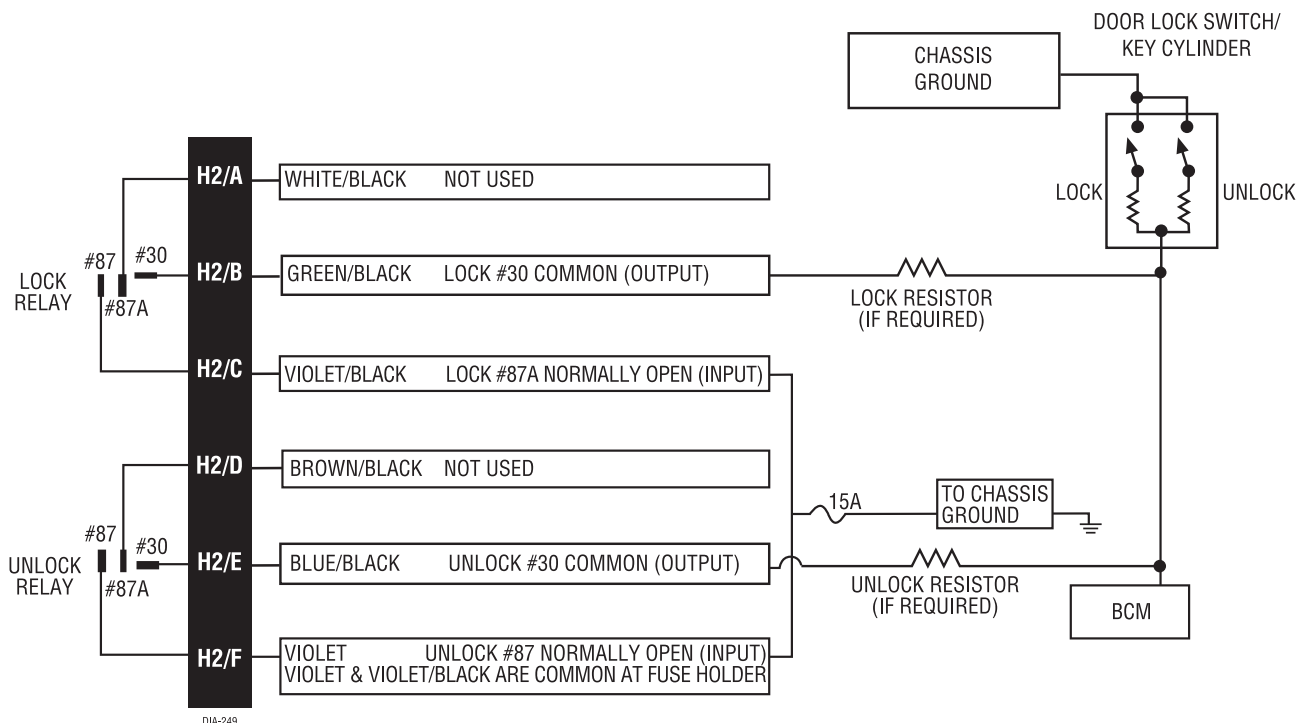 DOOR LOCK SWITCH/
KEY CYLINDER
CHASSIS
GROUND
LOCK
UNLOCK
H2/A
WHITE/BLACK NOT USED
#87
#30
#87A
LOCK
RELAY
H2/B
GREEN/BLACK LOCK #30 COMMON (OUTPUT)
LOCK RESISTOR
(IF REQUIRED)
H2/C
VIOLET/BLACK LOCK #87A NORMALLY OPEN (INPUT)
H2/D
BROWN/BLACK NOT USED
15A
TO CHASSIS
GROUND
#87
#30
#87A
UNLOCK
RELAY
H2/E
BLUE/BLACK UNLOCK #30 COMMON (OUTPUT)
UNLOCK RESISTOR
(IF REQUIRED)
BCM
H2/F
VIOLET UNLOCK #87 NORMALLY OPEN (INPUT)
VIOLET & VIOLET/BLACK ARE COMMON AT FUSE HOLDER
DIA-249